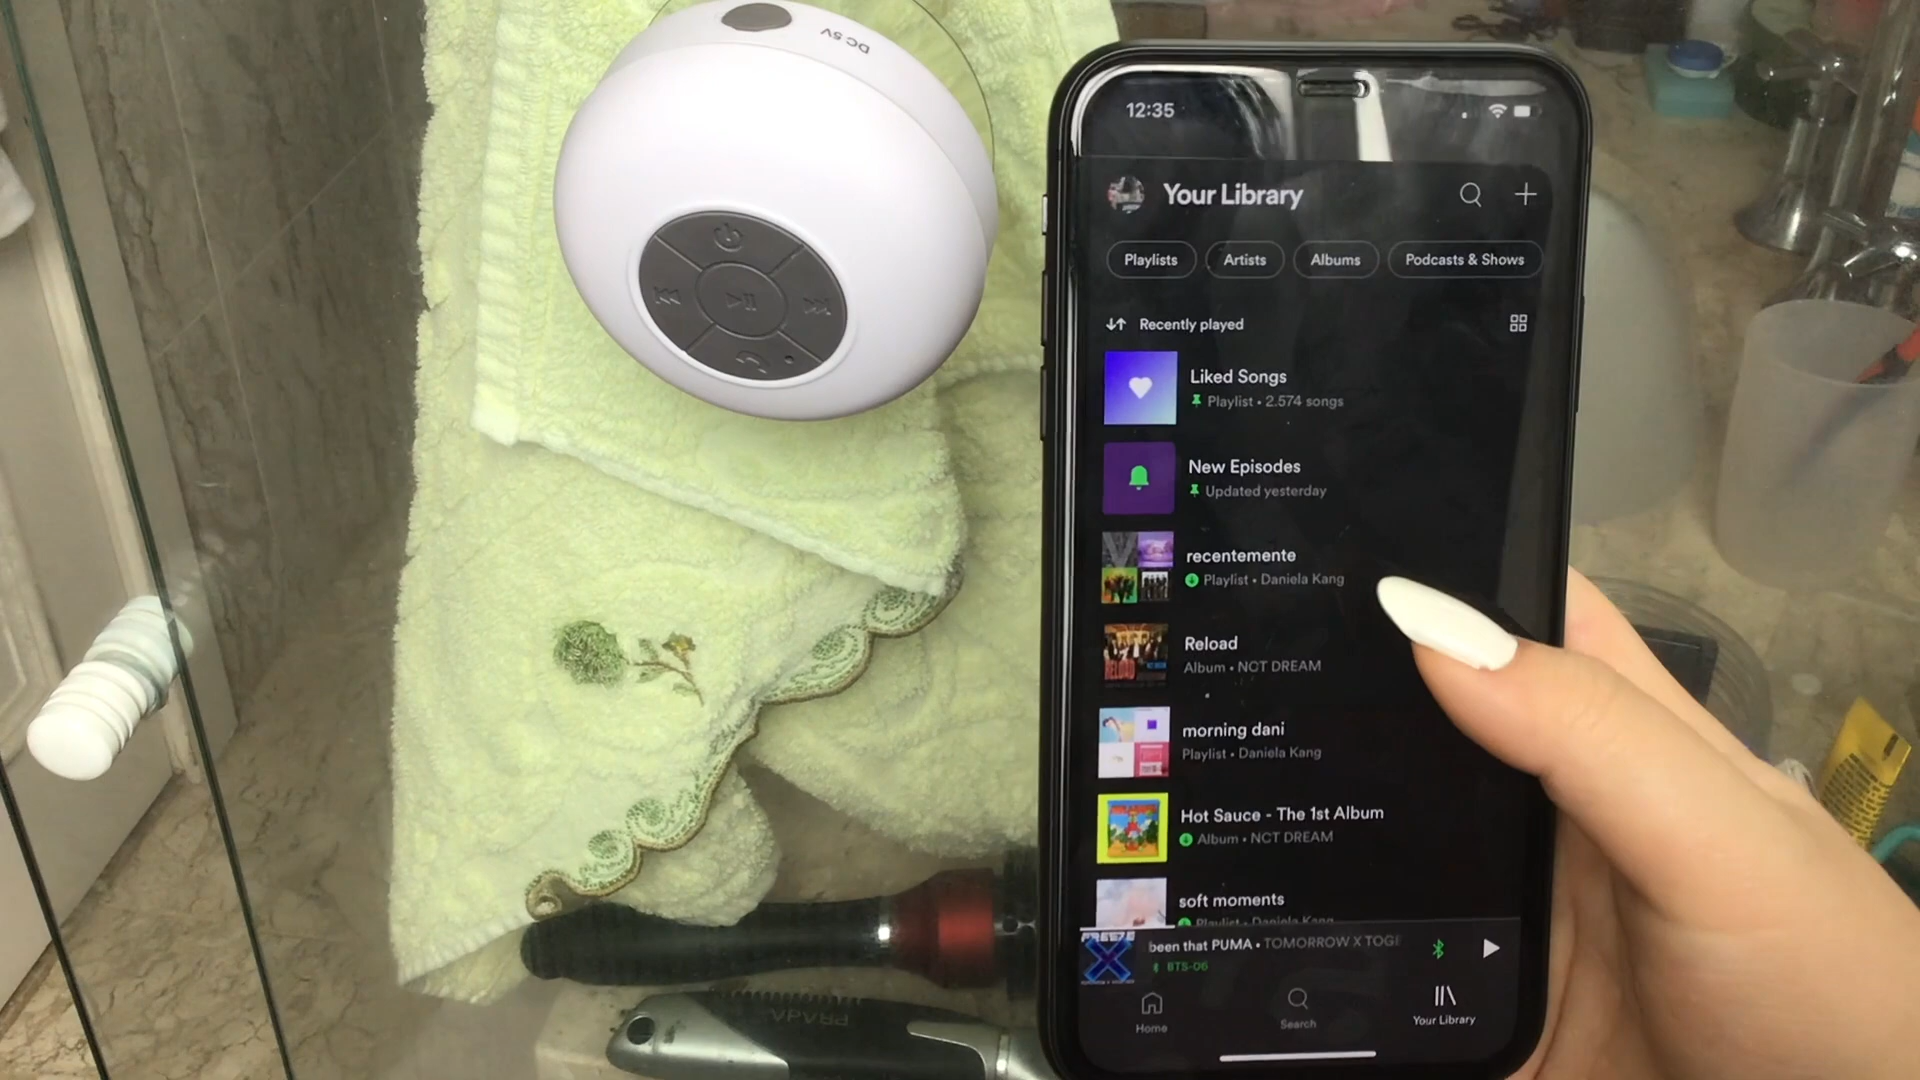 DC 5V
12:35
Your Library
Playlists
Artists
Albums
Podcasts & Shows
Recently played
Liked Songs
Playlist • 2.574 songs
New Episodes
Updated yesterday
recentemente
Playlist • Daniela Kang
Reload
Album • NCT DREAM
morning dani
Playlist • Daniela Kang
Hot Sauce - The 1st Album
Album • NCT DREAM
soft moments
Playlist • Daniela Kang
been that PUMA • TOMORROW X TOGE
BTS-06
Home
Search
Your Library
RELOAD
FREEZE